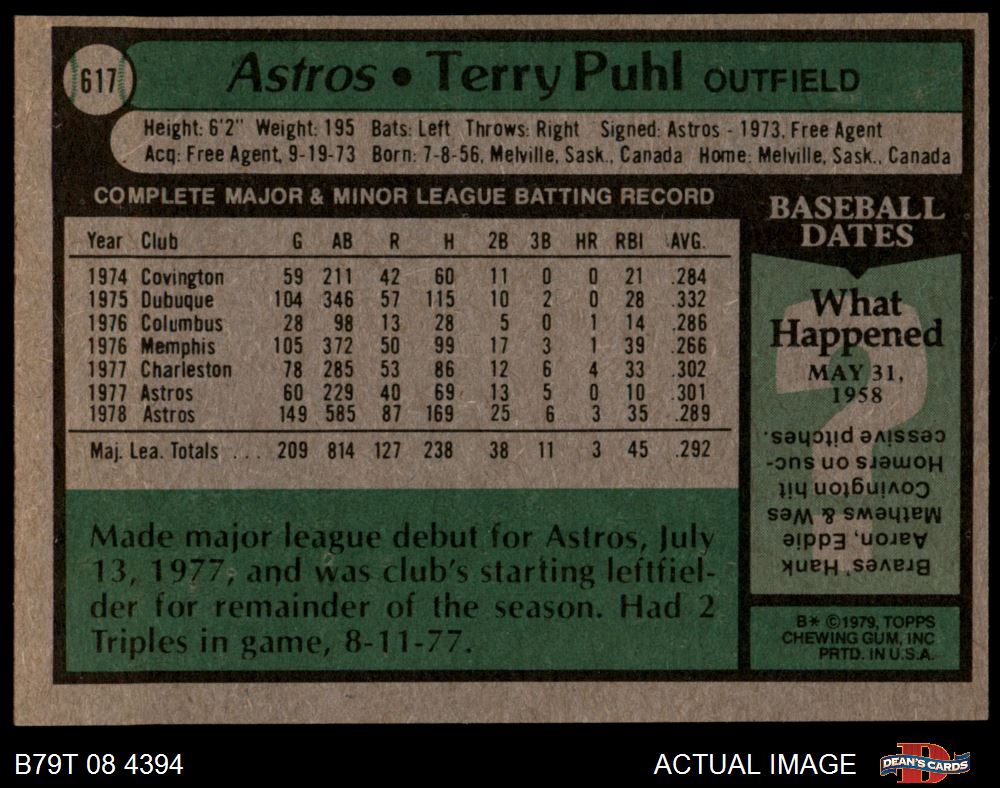 617
Astros • Terry Puhl OUTFIELD
Height: 6'2" Weight: 195 Bats: Left Throws: Right Signed: Astros - 1973, Free Agent
Acq: Free Agent, 9-19-73 Born: 7-8-56, Melville, Sask., Canada Home: Melville, Sask., Canada
COMPLETE MAJOR & MINOR LEAGUE BATTING RECORD
Year Club G AB R H 2B 3B HR RBI AVG.
1974 Covington 59 211 42 60 11 0 0 21 .284
1975 Dubuque 104 346 57 115 10 2 0 28 .332
1976 Columbus 28 98 13 28 5 0 1 14 .286
1976 Memphis 105 372 50 99 17 3 1 39 .266
1977 Charleston 78 285 53 86 12 6 4 33 .302
1977 Astros 60 229 40 69 13 5 0 10 .301
1978 Astros 149 585 87 169 25 6 3 35 .289
Maj. Lea. Totals ... 209 814 127 238 38 11 3 45 .292
Made major league debut for Astros, July
13, 1977, and was club's starting leftfiel-
der for remainder of the season. Had 2
Triples in game, 8-11-77.
BASEBALL
DATES
What
Happened
MAY 31,
1958
Braves' Hank
Aaron, Eddie
Mathews & Wes
Covington hit
Homers on suc-
cessive pitches.
B* ©1979, TOPPS
CHEWING GUM, INC
PRTD. IN U.S.A.
B79T 08 4394
ACTUAL IMAGE
DEAN'S CARDS